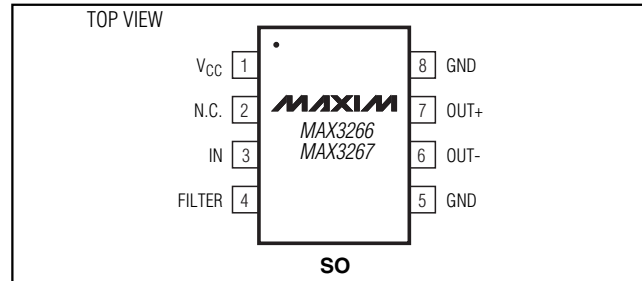 TOP VIEW
VCC 1
N.C. 2
IN 3
FILTER 4
MAXIM
MAX3266
MAX3267
8 GND
7 OUT+
6 OUT-
5 GND
SO